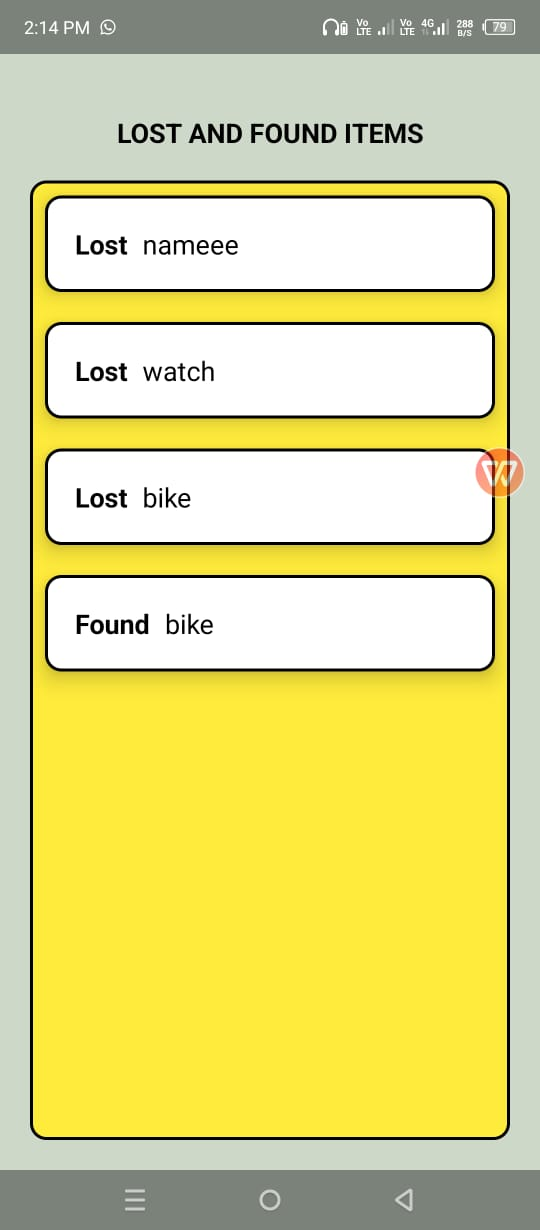 2:14 PM
Vo LTE Vo LTE 4G 288 B/S 79
LOST AND FOUND ITEMS
Lost nameee
Lost watch
Lost bike
Found bike